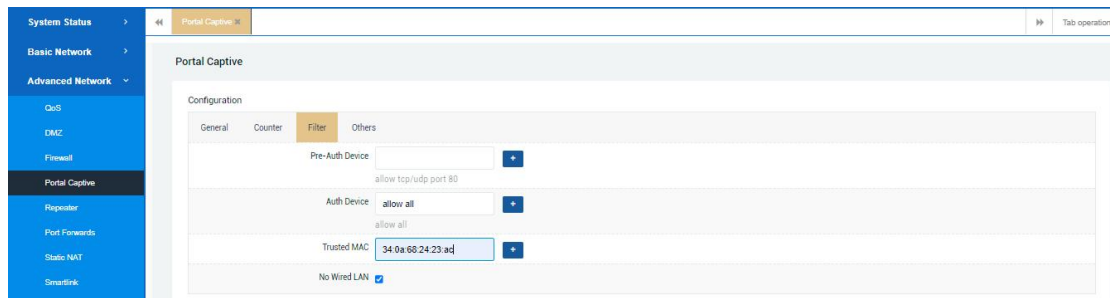 System Status
Portal Captive
Tab operation
Basic Network
Portal Captive
Advanced Network
Configuration
QoS
General Counter Filter Others
DMZ
Firewall
Pre-Auth Device
allow tcp/udp port 80
Portal Captive
Repeater
Auth Device allow all
allow all
Port Forwards
Static NAT
Trusted MAC 34:0a:68:24:23:ac
Smartlink
No Wired LAN